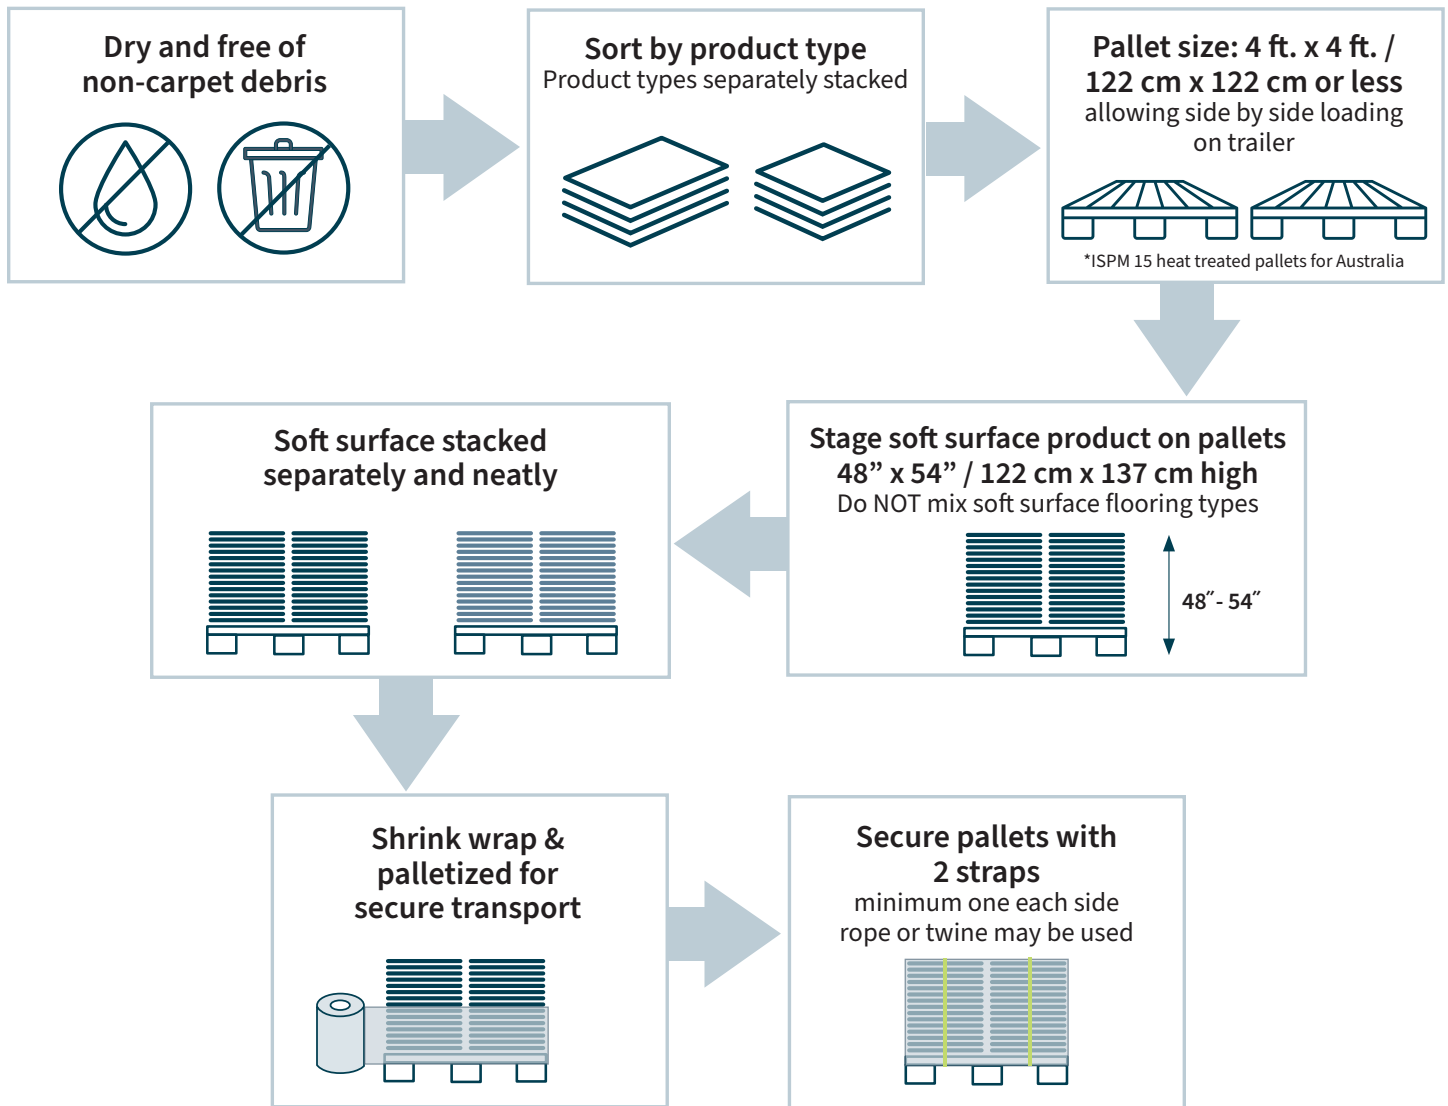 Dry and free of
non-carpet debris
Sort by product type
Product types separately stacked
Pallet size: 4 ft. x 4 ft. /
122 cm x 122 cm or less
allowing side by side loading
on trailer
*ISPM 15 heat treated pallets for Australia
Stage soft surface product on pallets
48” x 54” / 122 cm x 137 cm high
Do NOT mix soft surface flooring types
48˝- 54˝
Soft surface stacked
separately and neatly
Shrink wrap &
palletized for
secure transport
Secure pallets with
2 straps
minimum one each side
rope or twine may be used